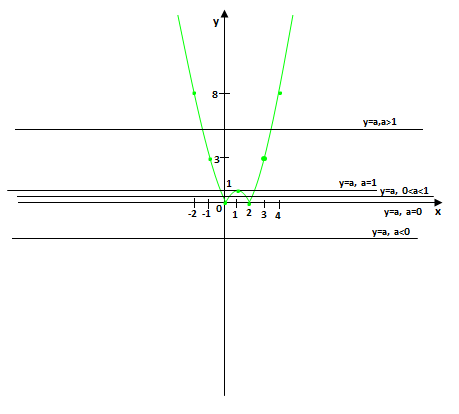 y
8
y=a,a>1
3
1
y=a, a=1
y=a, 0<a<1
0
-2 -1 1 2 3 4
y=a, a=0
x
y=a, a<0